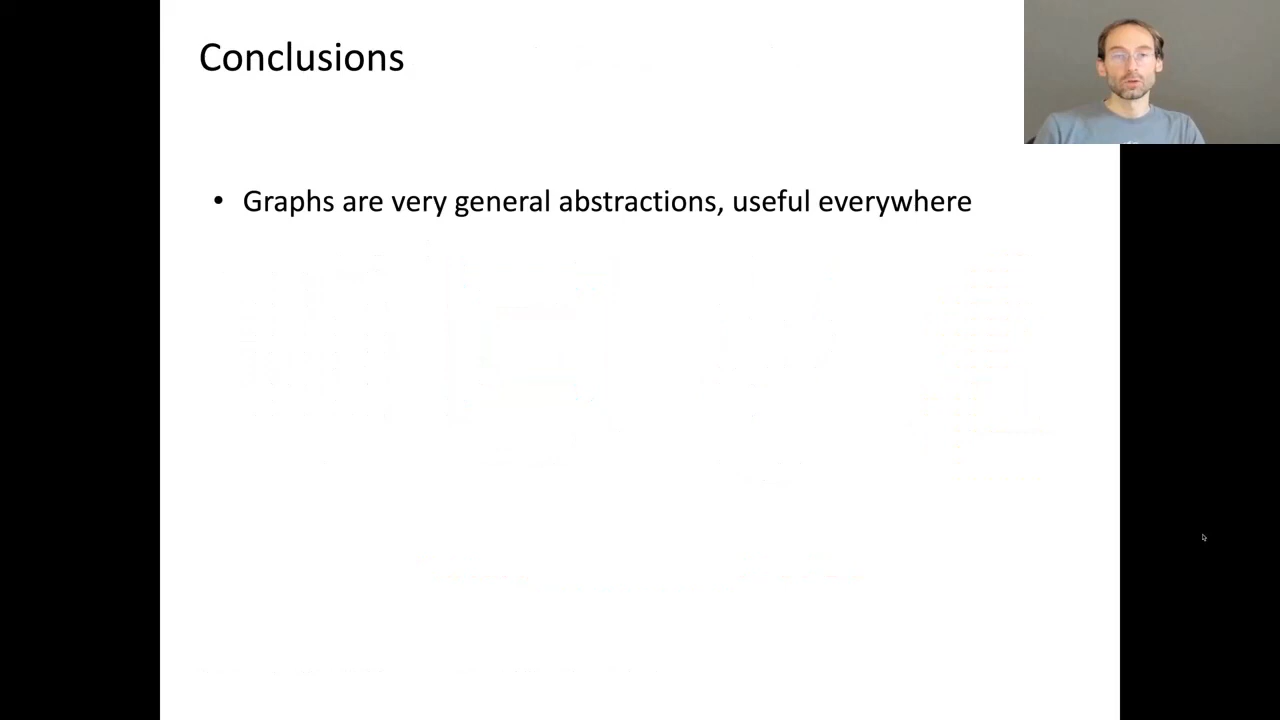 Conclusions
• Graphs are very general abstractions, useful everywhere